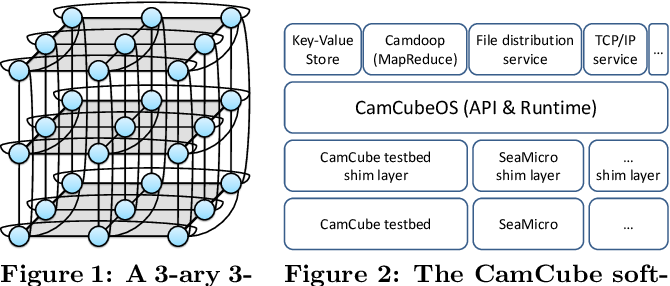 Key-Value
Store
Camdoop
(MapReduce)
File distribution
service
TCP/IP
service
...
CamCubeOS (API & Runtime)
CamCube testbed
shim layer
SeaMicro
shim layer
...
shim layer
CamCube testbed
SeaMicro
...
Figure 1: A 3-ary 3-
Figure 2: The CamCube soft-